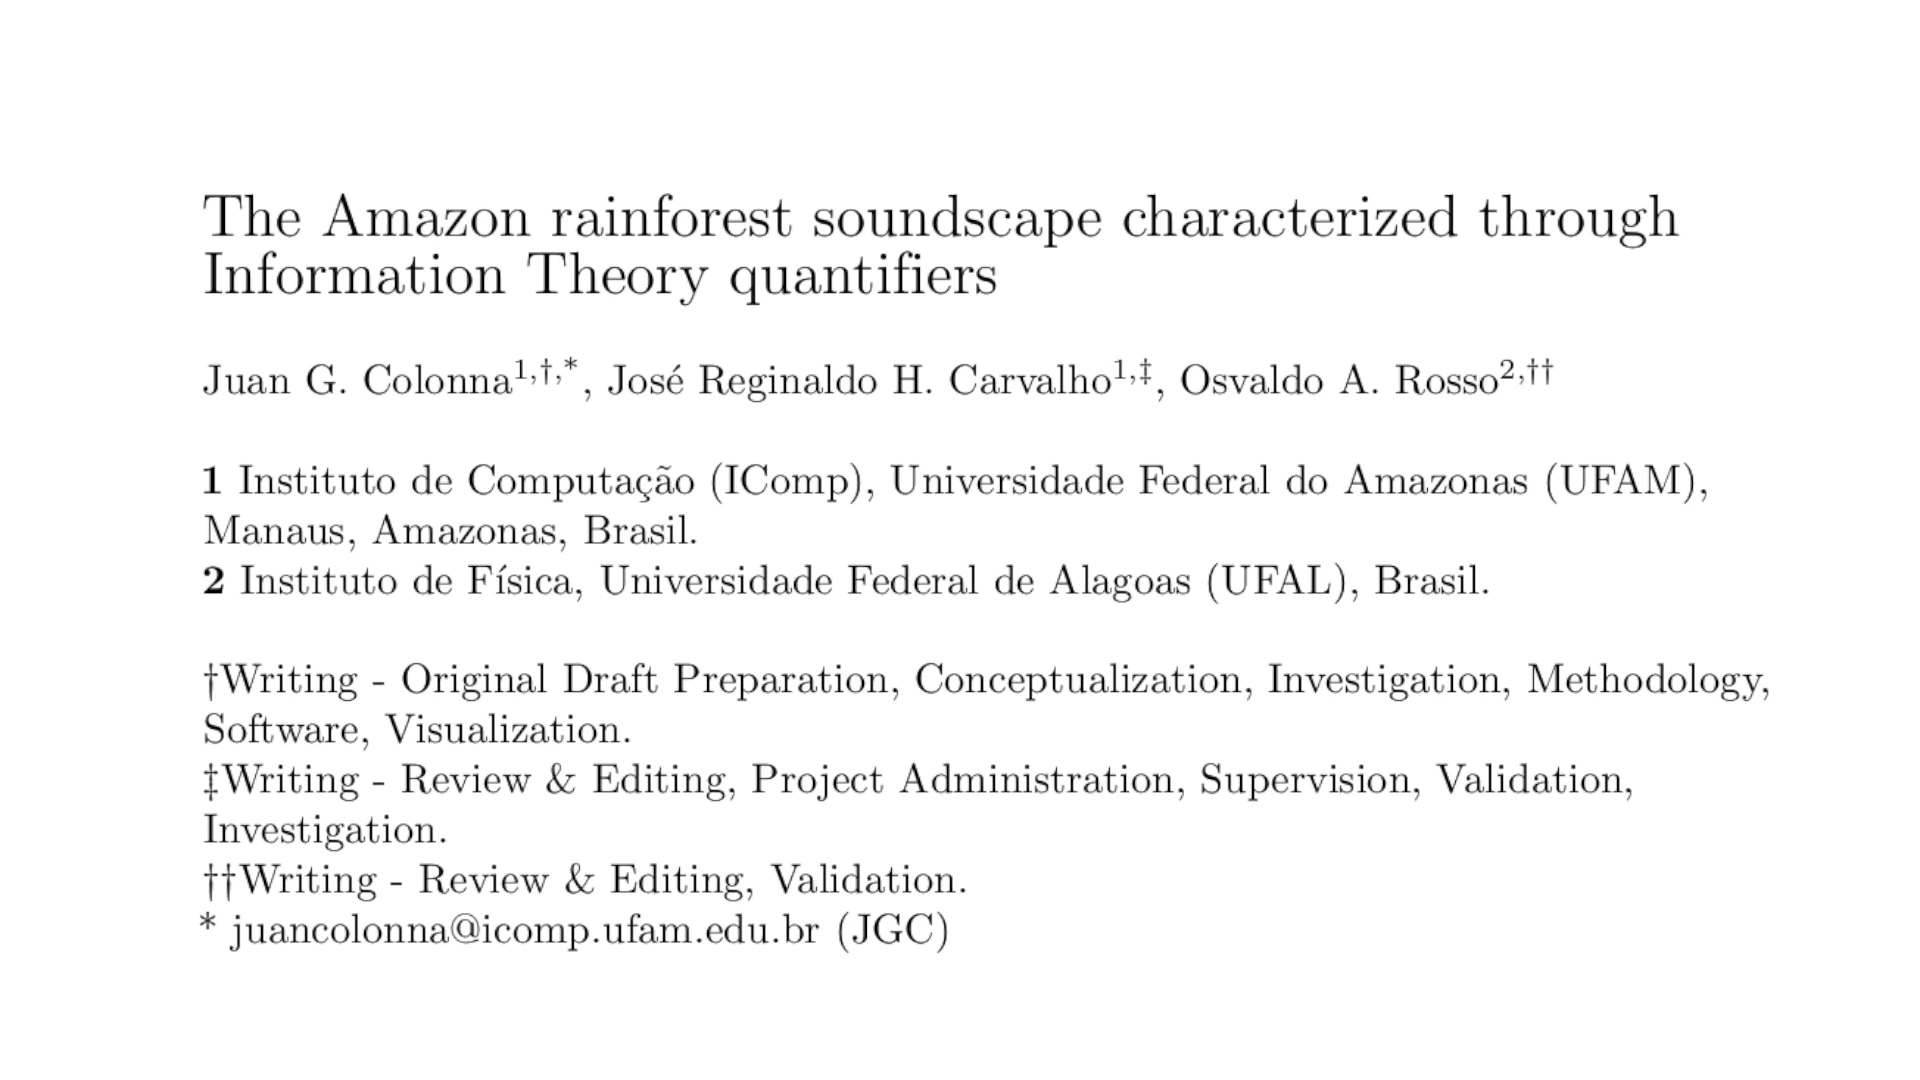 The Amazon rainforest soundscape characterized through
Information Theory quantifiers
Juan G. Colonna1,†,*, José Reginaldo H. Carvalho1,‡, Osvaldo A. Rosso2,††
1 Instituto de Computação (IComp), Universidade Federal do Amazonas (UFAM),
Manaus, Amazonas, Brasil.
2 Instituto de Física, Universidade Federal de Alagoas (UFAL), Brasil.
†Writing - Original Draft Preparation, Conceptualization, Investigation, Methodology,
Software, Visualization.
‡Writing - Review & Editing, Project Administration, Supervision, Validation,
Investigation.
††Writing - Review & Editing, Validation.
* juancolonna@icomp.ufam.edu.br (JGC)